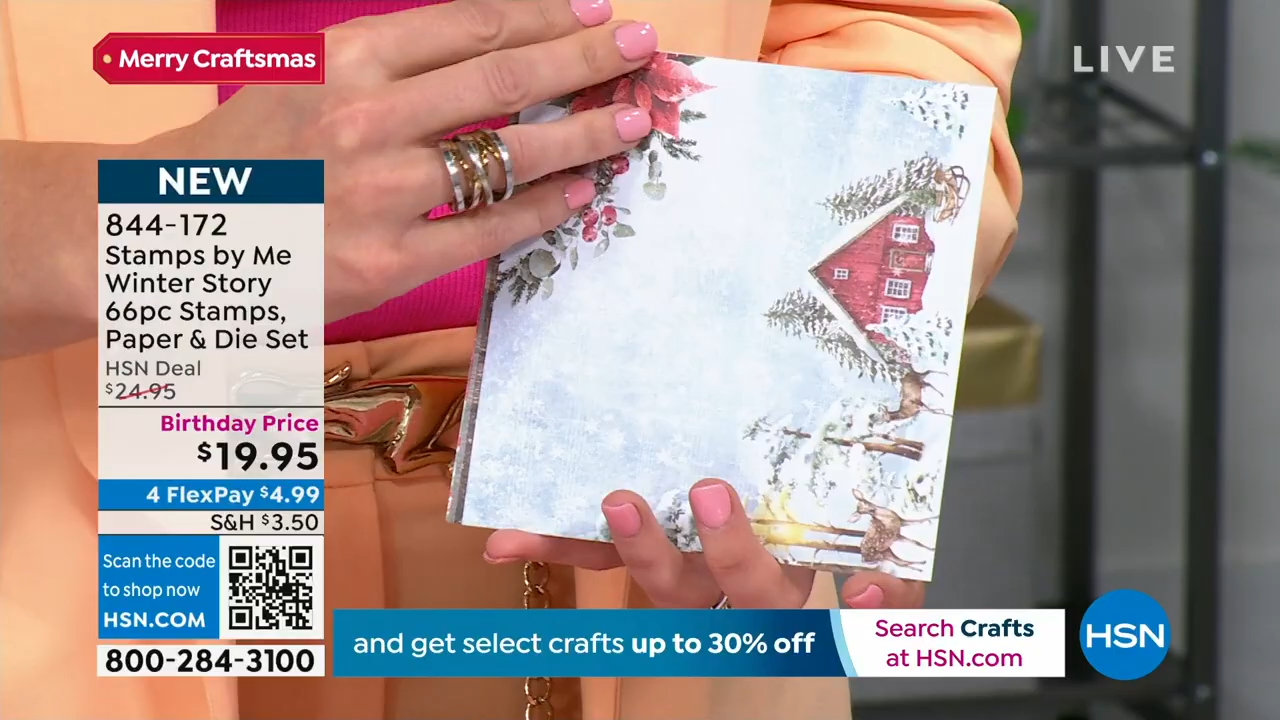 Merry Craftsmas
LIVE
NEW
844-172
Stamps by Me
Winter Story
66pc Stamps,
Paper & Die Set
HSN Deal
$24.95
Birthday Price
$19.95
4 FlexPay $4.99
S&H $3.50
Scan the code
to shop now
HSN.COM
800-284-3100
and get select crafts up to 30% off
Search Crafts
at HSN.com
HSN